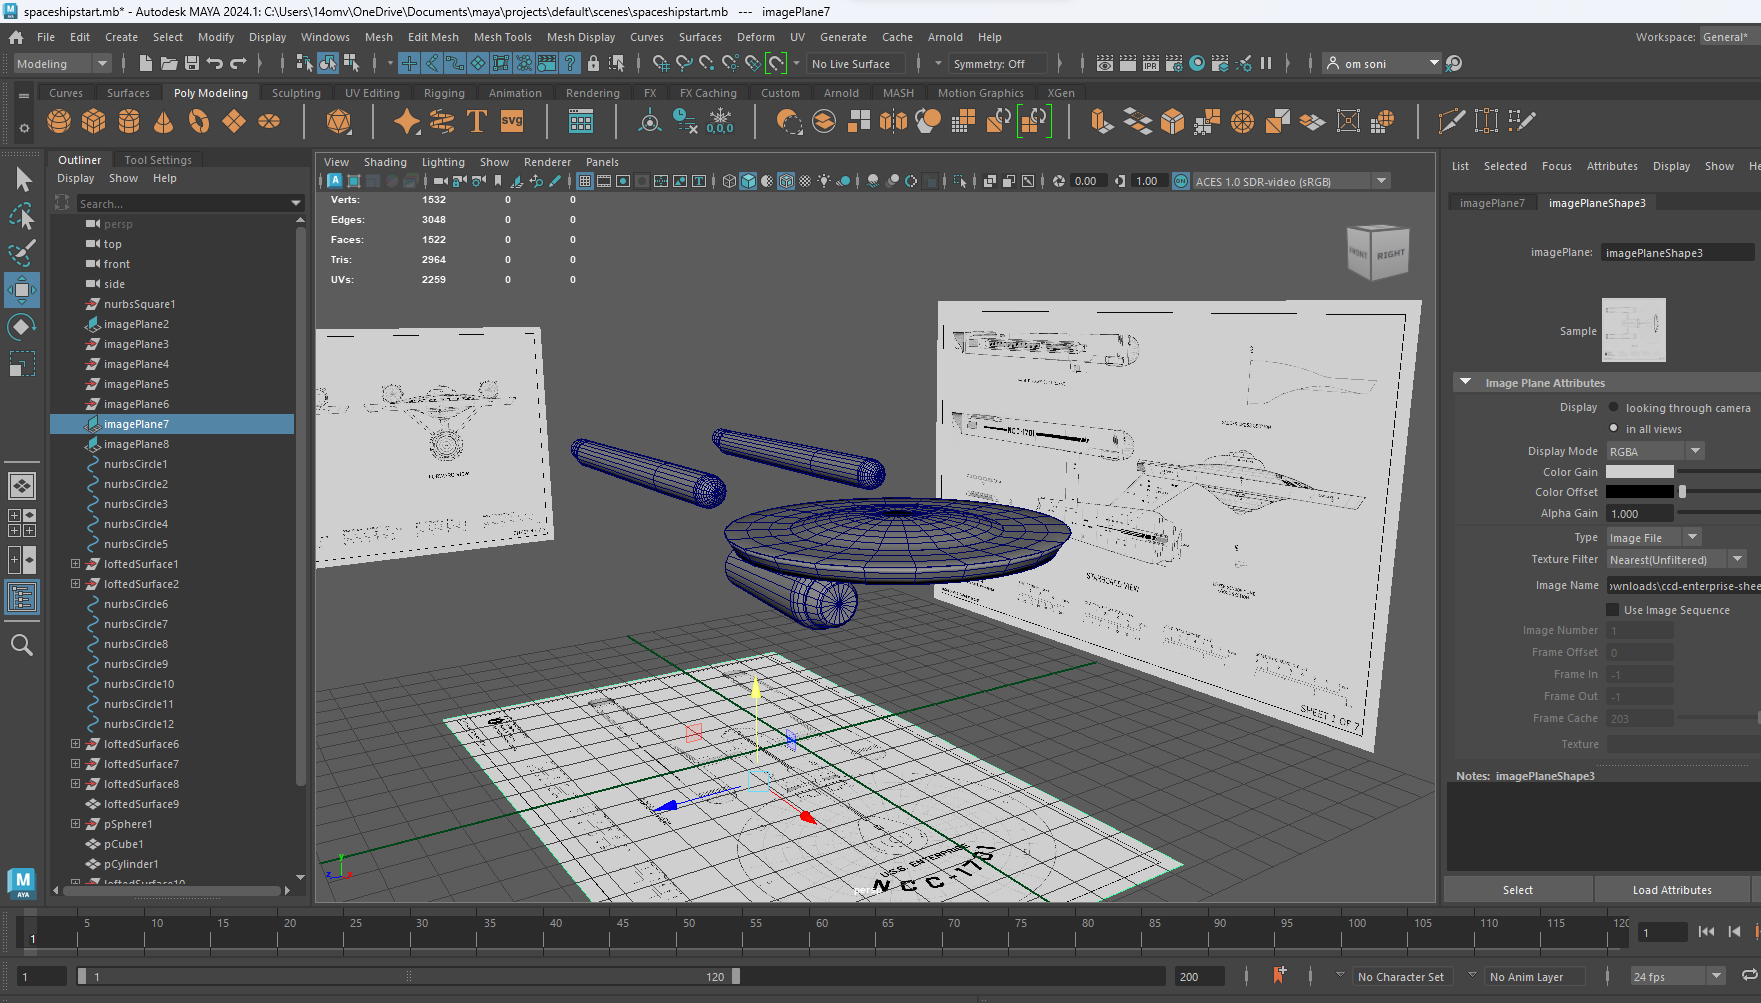 spaceshipstart.mb* - Autodesk MAYA 2024.1: C:\Users\14omv\OneDrive\Documents\maya\projects\default\scenes\spaceshipstart.mb --- imagePlane7
File Edit Create Select Modify Display Windows Mesh Edit Mesh Mesh Tools Mesh Display Curves Surfaces Deform UV Generate Cache Arnold Help
Workspace: General*
Modeling
No Live Surface
Symmetry: Off
om soni
Curves Surfaces Poly Modeling Sculpting UV Editing Rigging Animation Rendering FX FX Caching Custom Arnold MASH Motion Graphics XGen
svg
0,0,0
Outliner Tool Settings
Display Show Help
Search...
persp
top
front
side
nurbsSquare1
imagePlane2
imagePlane3
imagePlane4
imagePlane5
imagePlane6
imagePlane7
imagePlane8
nurbsCircle1
nurbsCircle2
nurbsCircle3
nurbsCircle4
nurbsCircle5
loftedSurface1
loftedSurface2
nurbsCircle6
nurbsCircle7
nurbsCircle8
nurbsCircle9
nurbsCircle10
nurbsCircle11
nurbsCircle12
loftedSurface6
loftedSurface7
loftedSurface8
loftedSurface9
pSphere1
pCube1
pCylinder1
loftedSurface10
View Shading Lighting Show Renderer Panels
0.00
1.00
ACES 1.0 SDR-video (sRGB)
Verts: 1532 0 0
Edges: 3048 0 0
Faces: 1522 0 0
Tris: 2964 0 0
UVs: 2259 0 0
FRONT RIGHT
FORWARD VIEW
NCC-1701
STARBOARD VIEW
SHEET 2 OF 7
U.S.S. ENTERPRISE
NCC-1701
persp
List Selected Focus Attributes Display Show He
imagePlane7 imagePlaneShape3
imagePlane: imagePlaneShape3
Sample
Image Plane Attributes
Display looking through camera
in all views
Display Mode RGBA
Color Gain
Color Offset
Alpha Gain 1.000
Type Image File
Texture Filter Nearest(Unfiltered)
Image Name ownloads\ccd-enterprise-shee
Use Image Sequence
Image Number 1
Frame Offset 0
Frame In -1
Frame Out -1
Frame Cache 203
Texture
Notes: imagePlaneShape3
Select Load Attributes
M
AYA
1 5 10 15 20 25 30 35 40 45 50 55 60 65 70 75 80 85 90 95 100 105 110 115 120
1
1 1 120 200
No Character Set
No Anim Layer
24 fps